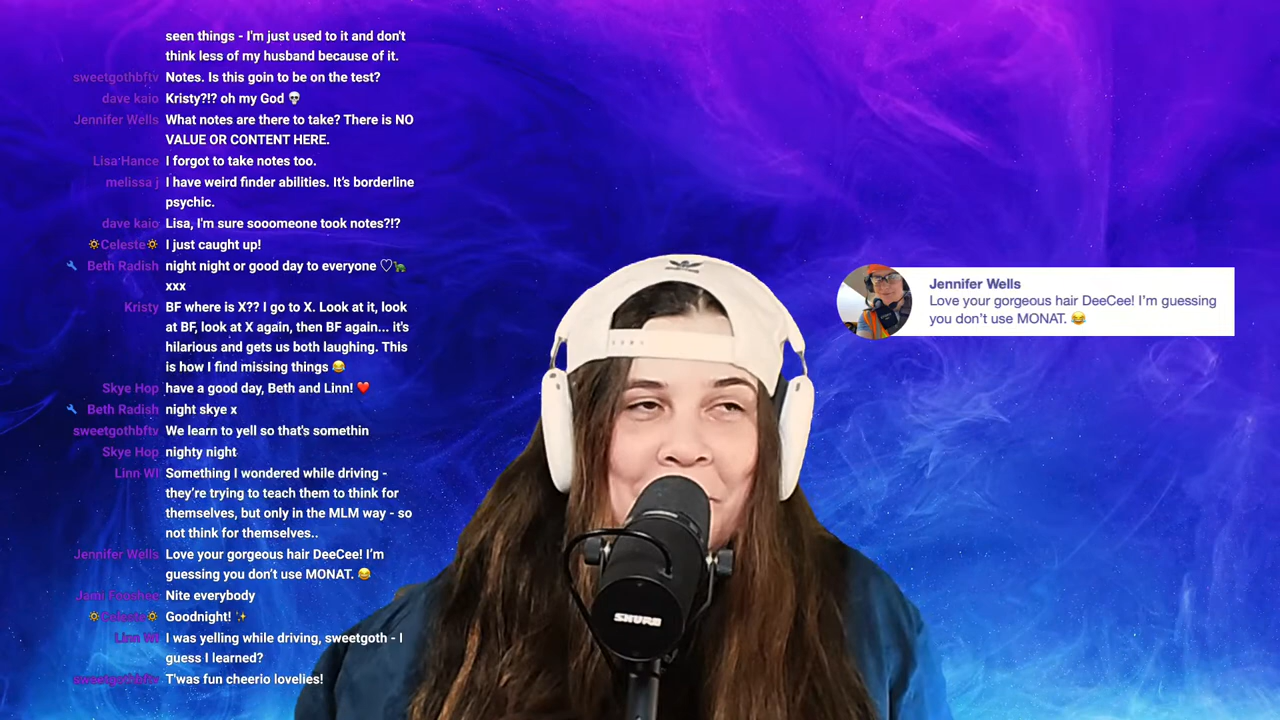 seen things - I'm just used to it and don't
think less of my husband because of it.
sweetgothbftv Notes. Is this goin to be on the test?
dave kaio Kristy?!? oh my God 💀
Jennifer Wells What notes are there to take? There is NO
VALUE OR CONTENT HERE.
Lisa Hance I forgot to take notes too.
melissa j I have weird finder abilities. It's borderline
psychic.
dave kaio Lisa, I'm sure sooomeone took notes?!?
🔅Celeste🔅 I just caught up!
Beth Radish night night or good day to everyone ♡🐛
xxx
Kristy BF where is X?? I go to X. Look at it, look
at BF, look at X again, then BF again... it's
hilarious and gets us both laughing. This
is how I find missing things 😂
Skye Hop have a good day, Beth and Linn! ❤️
Beth Radish night skye x
sweetgothbftv We learn to yell so that's somethin
Skye Hop nighty night
Linn WI Something I wondered while driving -
they're trying to teach them to think for
themselves, but only in the MLM way - so
not think for themselves..
Jennifer Wells Love your gorgeous hair DeeCee! I'm
guessing you don't use MONAT. 😂
Jami Foushee Nite everybody
🔅Celeste🔅 Goodnight! ✨
Linn WI I was yelling while driving, sweetgoth - I
guess I learned?
sweetgothbftv T'was fun cheerio lovelies!
Jennifer Wells
Love your gorgeous hair DeeCee! I'm guessing
you don't use MONAT. 😂
SHURE